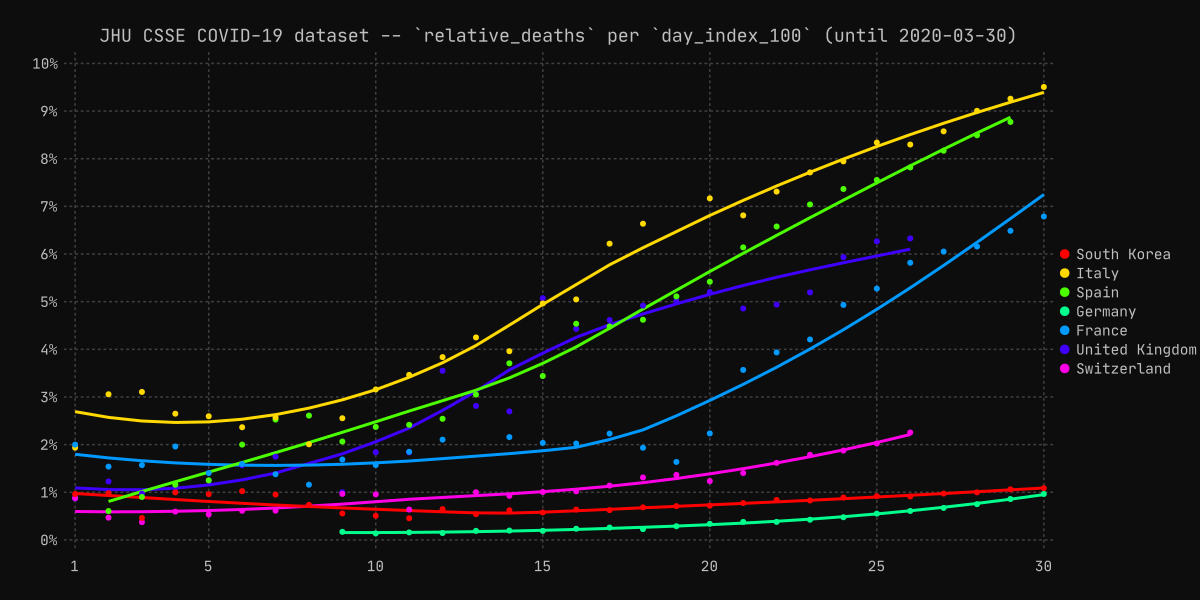 JHU CSSE COVID-19 dataset -- `relative_deaths` per `day_index_100` (until 2020-03-30)
10%
9%
8%
7%
6%
5%
4%
3%
2%
1%
0%
1 5 10 15 20 25 30
South Korea
Italy
Spain
Germany
France
United Kingdom
Switzerland